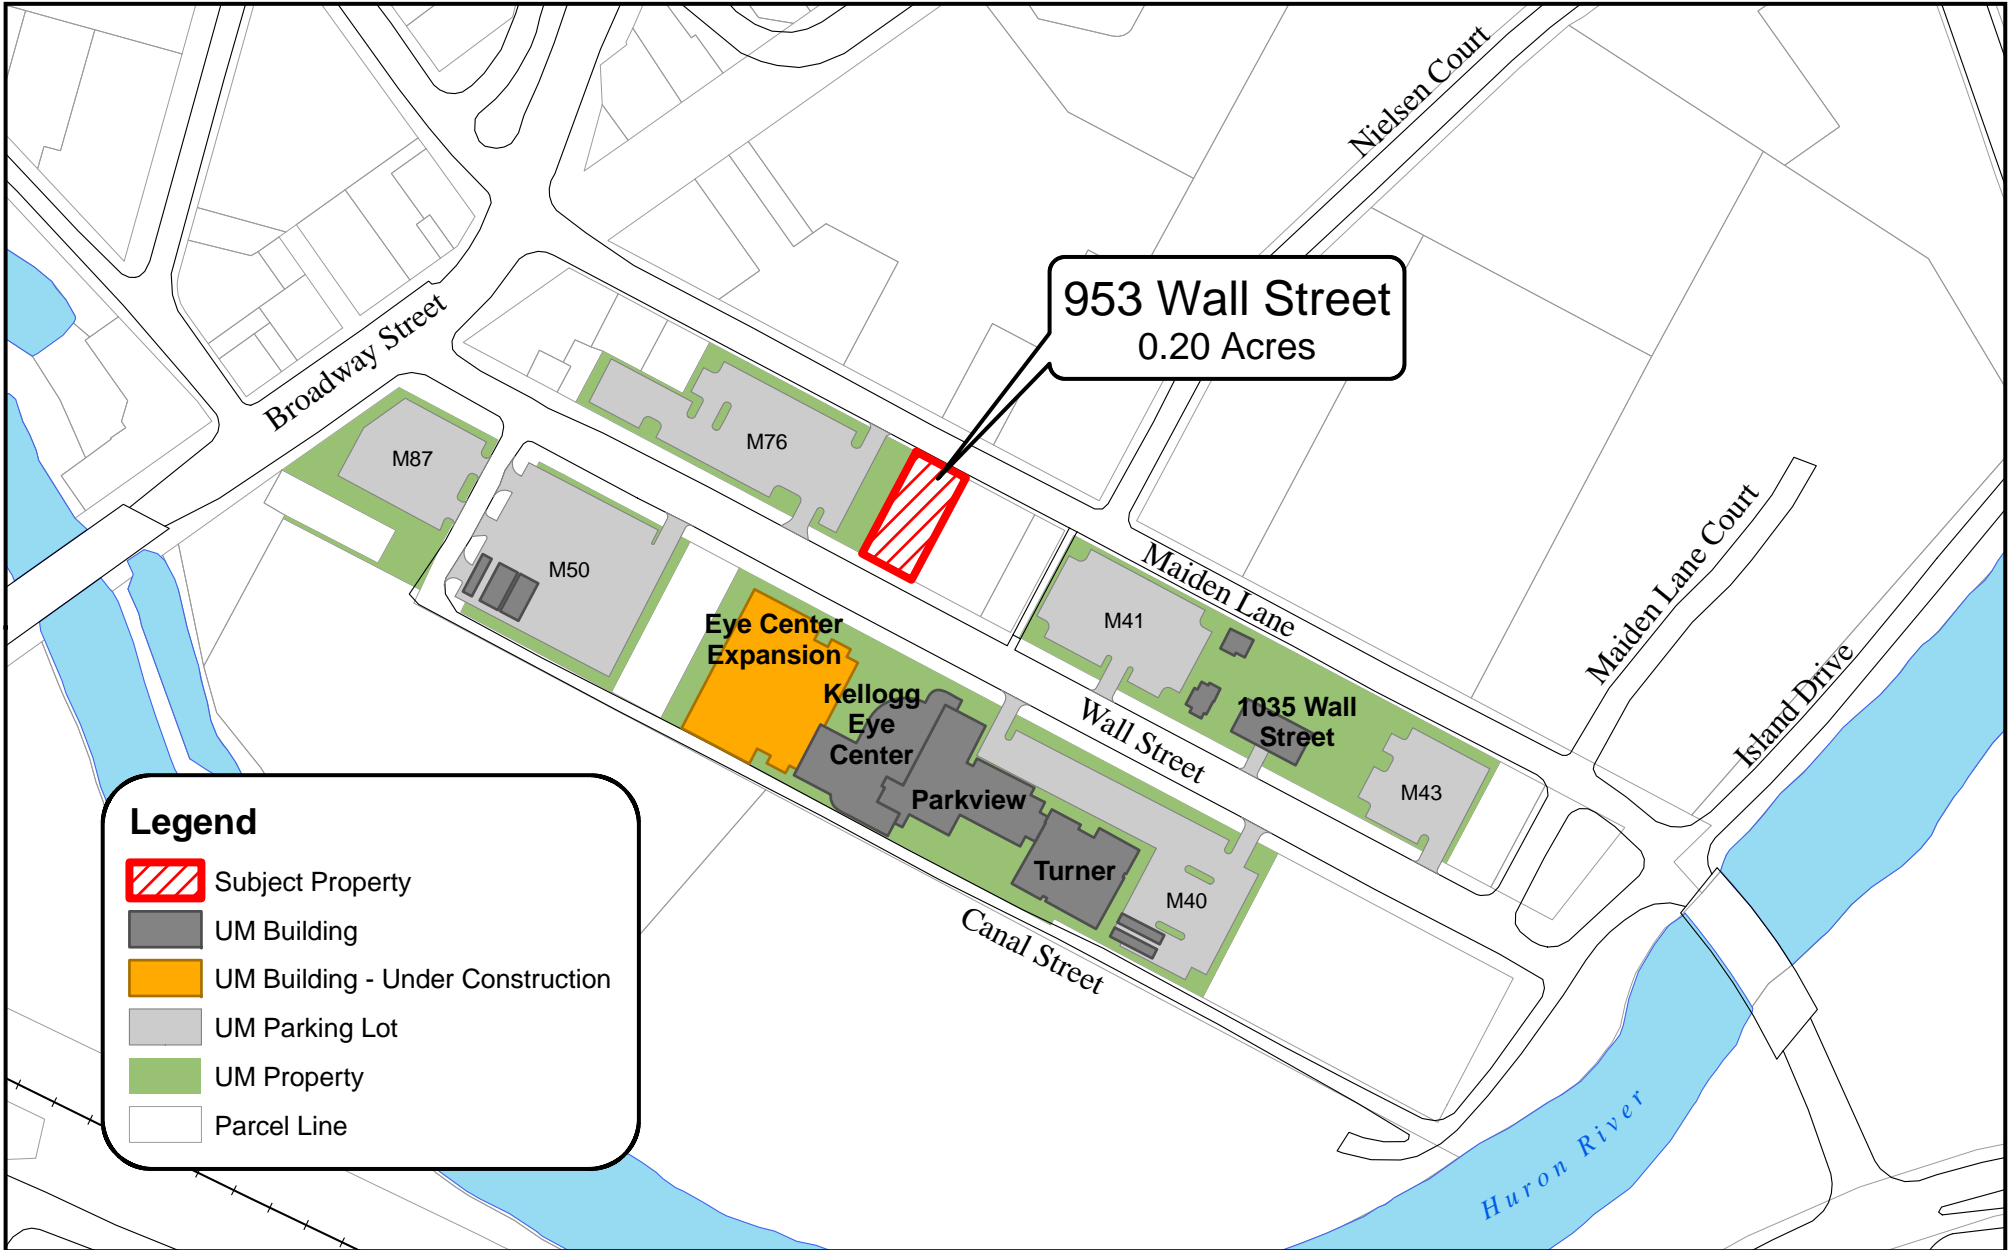 Nielsen Court
953 Wall Street
0.20 Acres
Broadway Street
M87
M76
M50
Maiden Lane
Maiden Lane Court
Island Drive
M41
Eye Center
Expansion
Kellogg
Eye
Center
1035 Wall
Street
Wall Street
M43
Parkview
Turner
M40
Canal Street
Huron River
Legend
Subject Property
UM Building
UM Building - Under Construction
UM Parking Lot
UM Property
Parcel Line